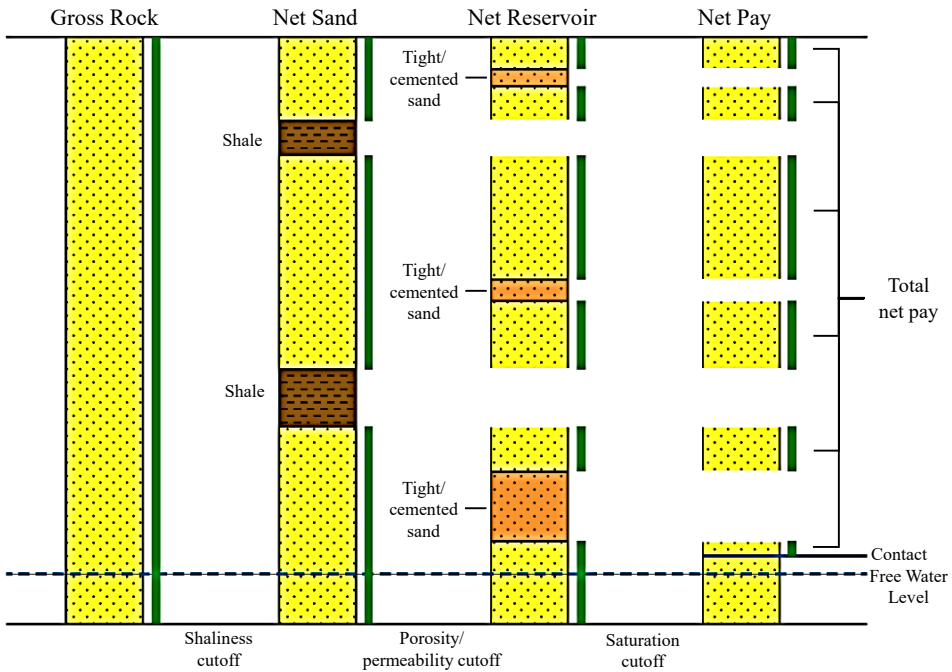 Gross Rock
Net Sand
Net Reservoir
Net Pay
Tight/
cemented
sand
Shale
Tight/
cemented
sand
Total
net pay
Shale
Tight/
cemented
sand
Contact
Free Water
Level
Shaliness
cutoff
Porosity/
permeability cutoff
Saturation
cutoff